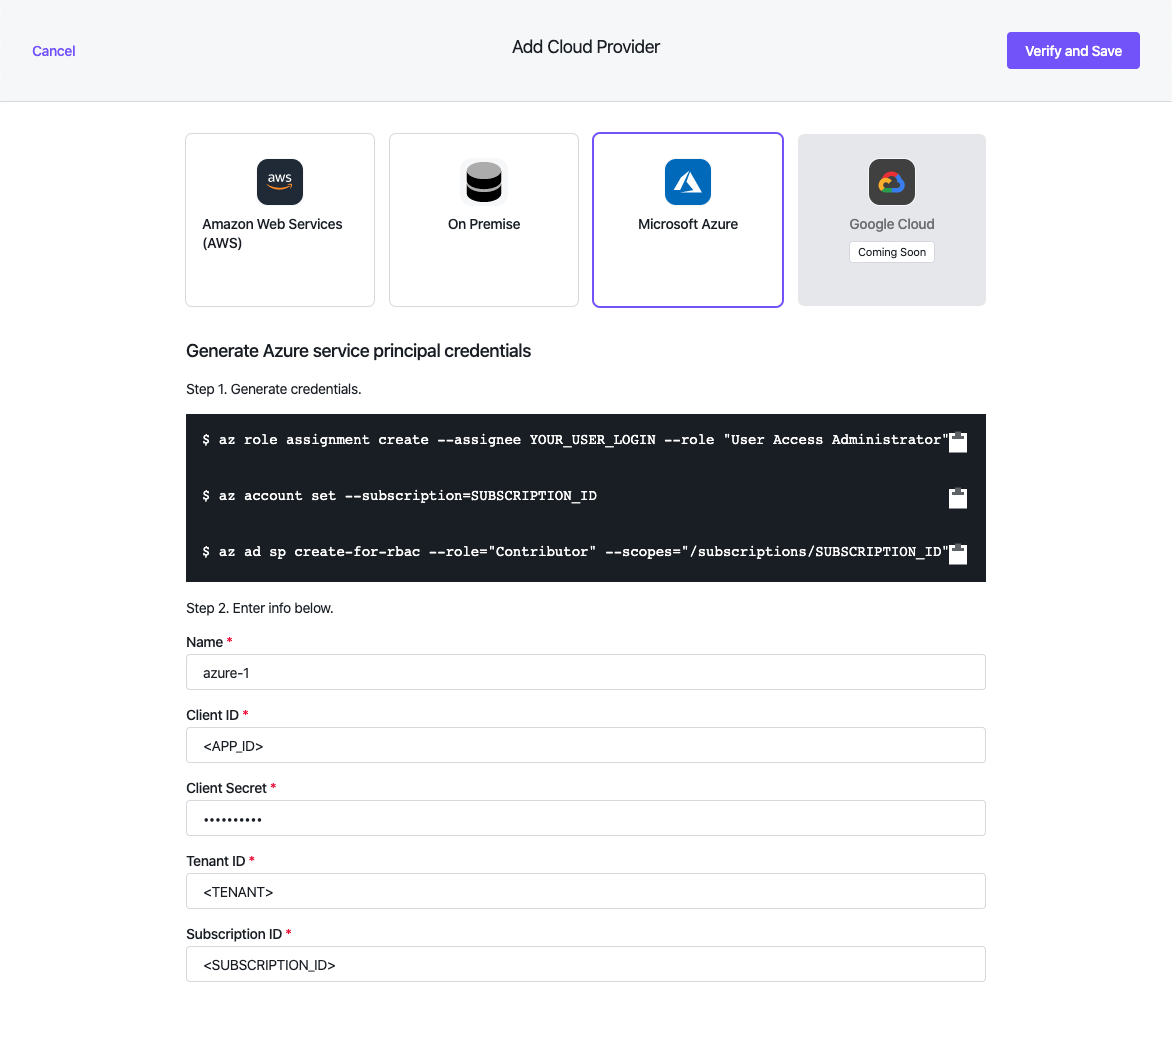 Cancel
Add Cloud Provider
Verify and Save
aws
Amazon Web Services
(AWS)
On Premise
Microsoft Azure
Google Cloud
Coming Soon
Generate Azure service principal credentials
Step 1. Generate credentials.
$ az role assignment create --assignee YOUR_USER_LOGIN --role "User Access Administrator"
$ az account set --subscription=SUBSCRIPTION_ID
$ az ad sp create-for-rbac --role="Contributor" --scopes="/subscriptions/SUBSCRIPTION_ID"
Step 2. Enter info below.
Name *
azure-1
Client ID *
<APP_ID>
Client Secret *
••••••••••
Tenant ID *
<TENANT>
Subscription ID *
<SUBSCRIPTION_ID>